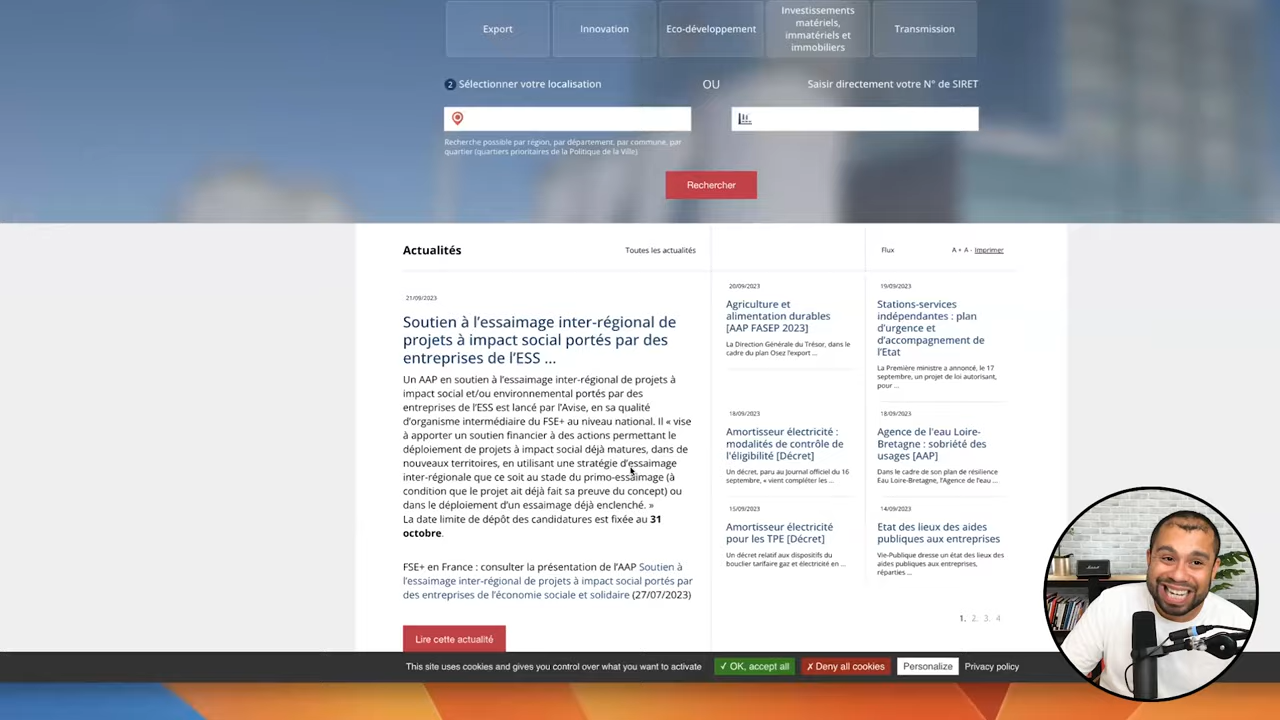 Export
Innovation
Eco-développement
Investissements
matériels,
immatériels et
immobiliers
Transmission
2 Sélectionner votre localisation
OU
Saisir directement votre N° de SIRET
Recherche possible par région, par département, par commune, par
quartier (quartiers prioritaires de la Politique de la Ville)
Rechercher
Actualités
Toutes les actualités
Flux
A + A - Imprimer
21/09/2023
Soutien à l'essaimage inter-régional de
projets à impact social portés par des
entreprises de l'ESS ...
Un AAP en soutien à l'essaimage inter-régional de projets à
impact social et/ou environnemental portés par des
entreprises de l'ESS est lancé par l'Avise, en sa qualité
d'organisme intermédiaire du FSE+ au niveau national. Il « vise
à apporter un soutien financier à des actions permettant le
déploiement de projets à impact social déjà matures, dans de
nouveaux territoires, en utilisant une stratégie d'essaimage
inter-régionale que ce soit au stade du primo-essaimage (à
condition que le projet ait déjà fait sa preuve du concept) ou
dans le déploiement d'un essaimage déjà enclenché. »
La date limite de dépôt des candidatures est fixée au 31
octobre.
FSE+ en France : consulter la présentation de l'AAP Soutien à
l'essaimage inter-régional de projets à impact social portés par
des entreprises de l'économie sociale et solidaire (27/07/2023)
Lire cette actualité
20/09/2023
Agriculture et
alimentation durables
[AAP FASEP 2023]
La Direction Générale du Trésor, dans le
cadre du plan Osez l'export ...
19/09/2023
Stations-services
indépendantes : plan
d'urgence et
d'accompagnement de
l'Etat
La Première ministre a annoncé, le 17
septembre, un projet de loi autorisant,
pour ...
18/09/2023
Amortisseur électricité :
modalités de contrôle de
l'éligibilité [Décret]
Un décret, paru au Journal officiel du 16
septembre, « vient compléter les ...
18/09/2023
Agence de l'eau Loire-
Bretagne : sobriété des
usages [AAP]
Dans le cadre de son plan de résilience
Eau Loire-Bretagne, l'Agence de l'eau ...
15/09/2023
Amortisseur électricité
pour les TPE [Décret]
Un décret relatif aux dispositifs du
bouclier tarifaire gaz et électricité en ...
14/09/2023
Etat des lieux des aides
publiques aux entreprises
Vie-Publique dresse un état des lieux des
aides publiques aux entreprises,
réparties ...
1. 2. 3. 4
This site uses cookies and gives you control over what you want to activate
✓ OK, accept all
✗ Deny all cookies
Personalize
Privacy policy
Marshall